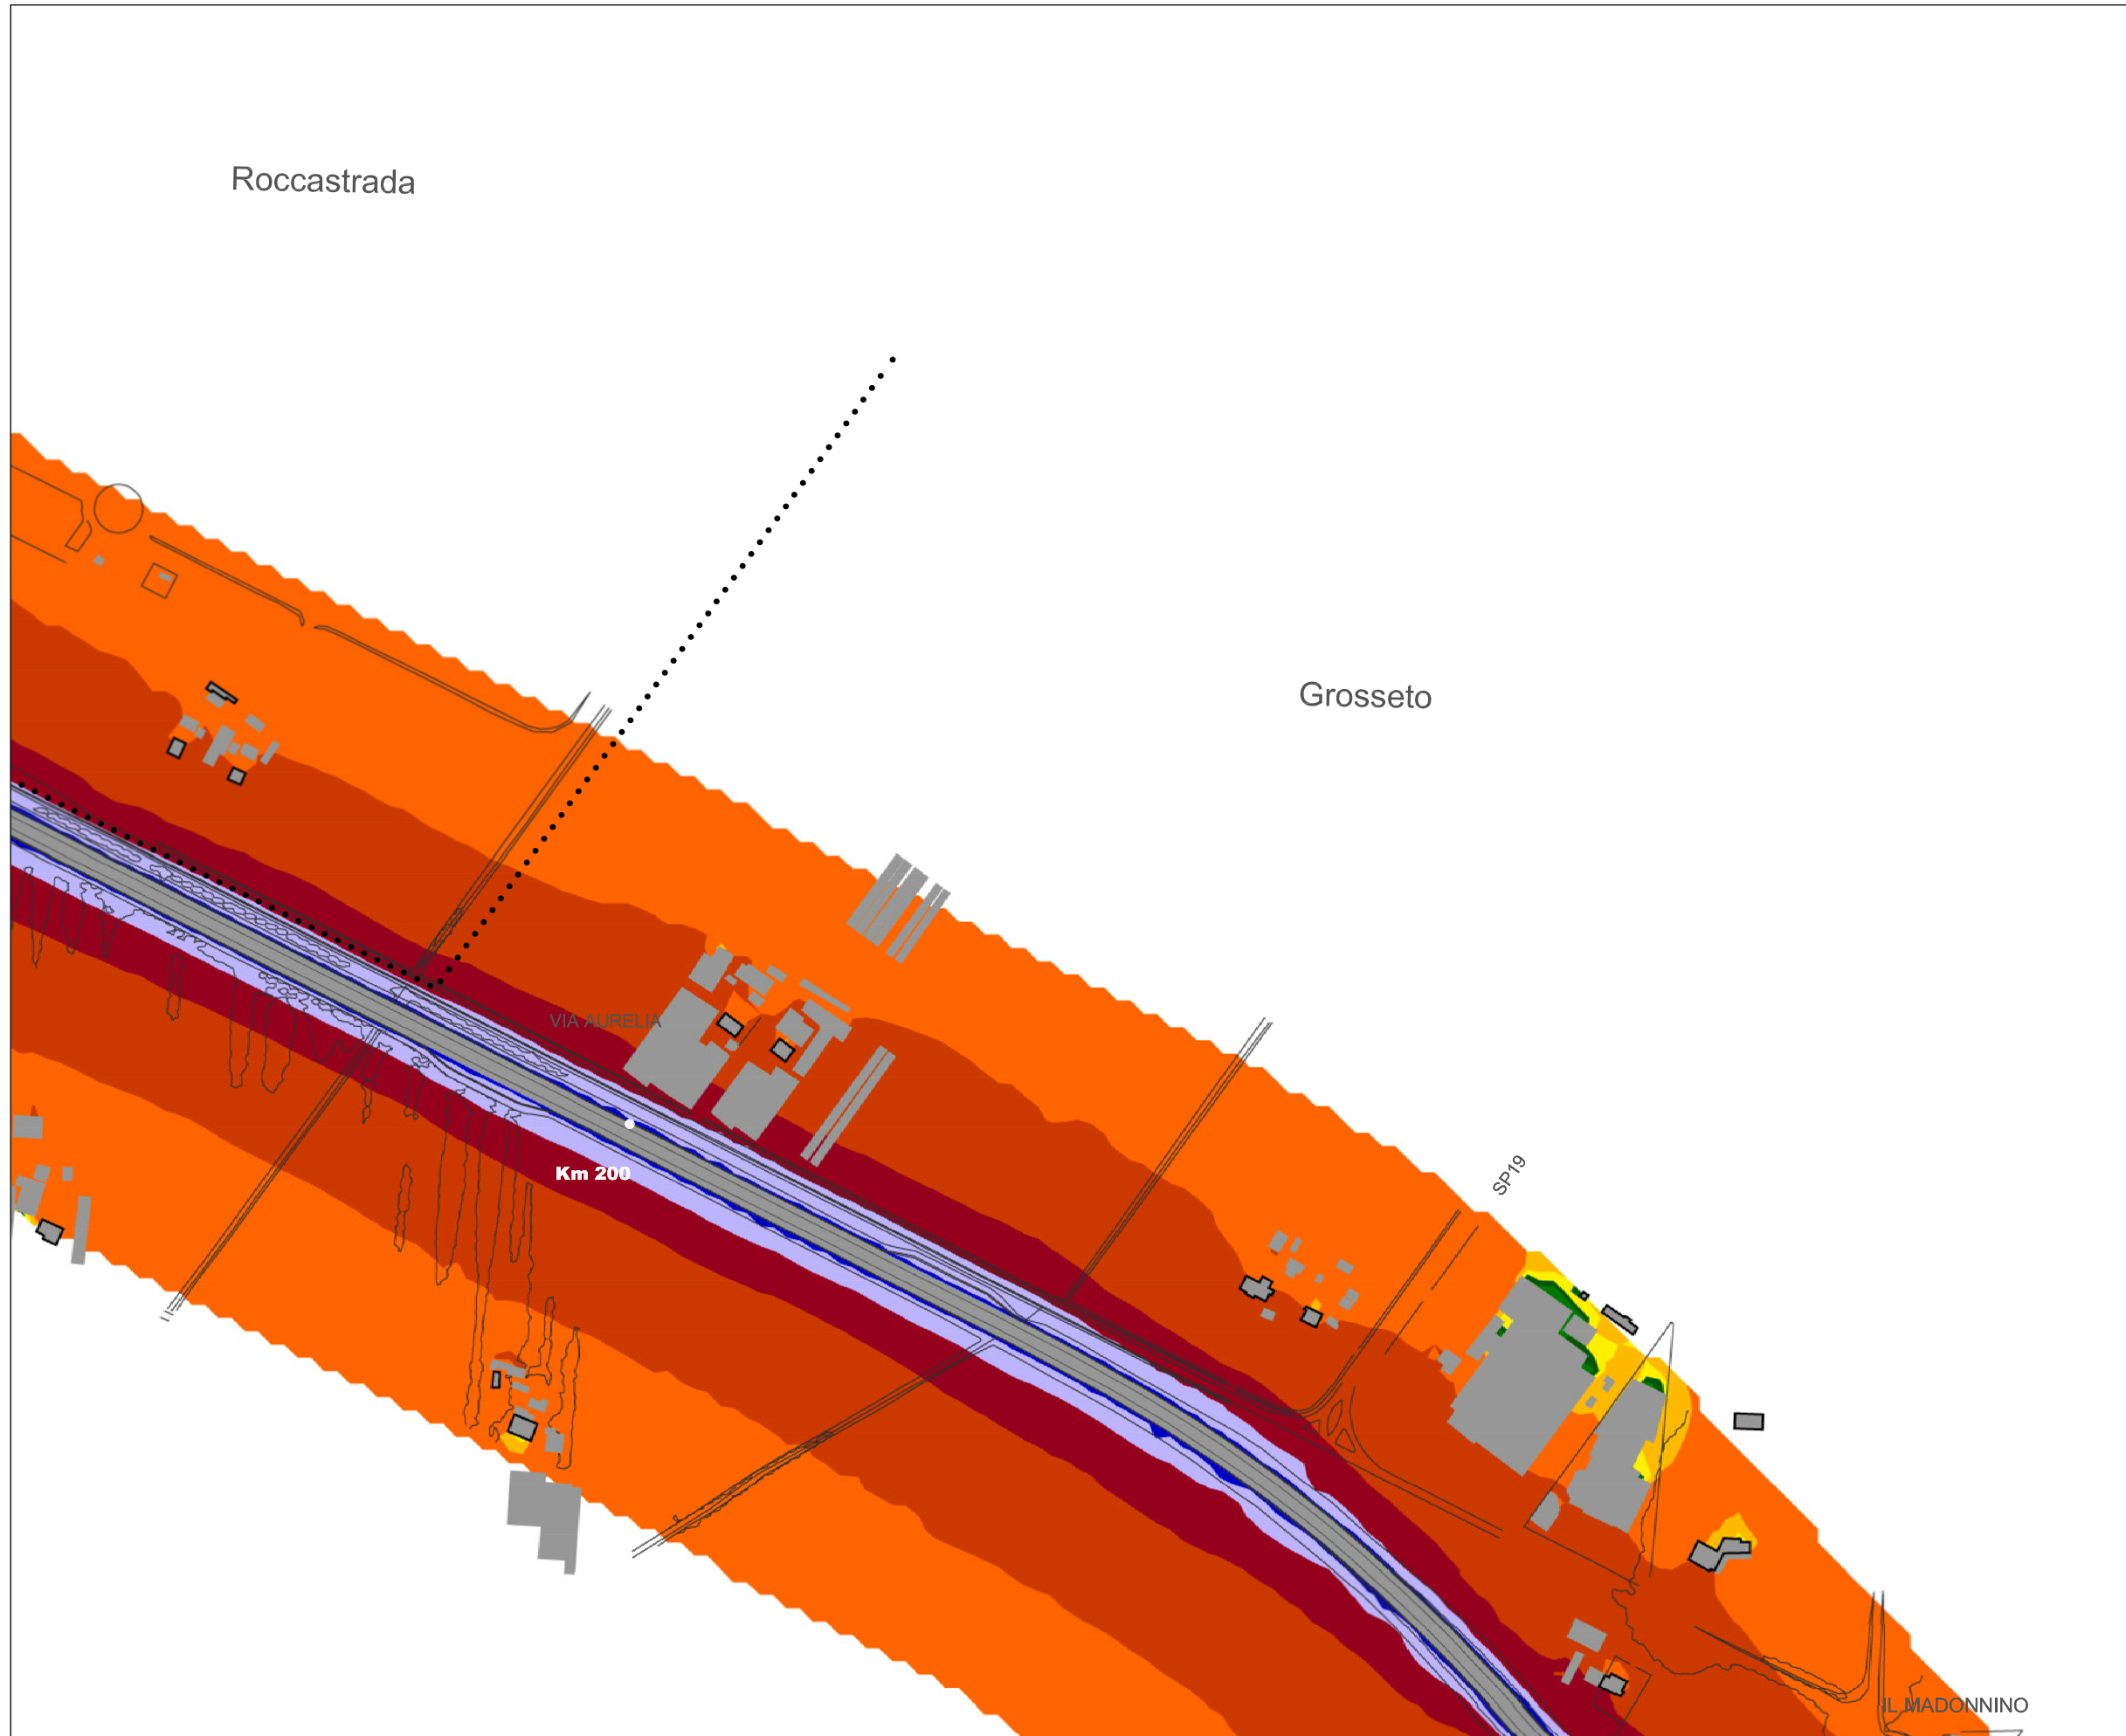 Roccastrada
Grosseto
VIA AURELIA
Km 200
SP19
IL MADONNINO